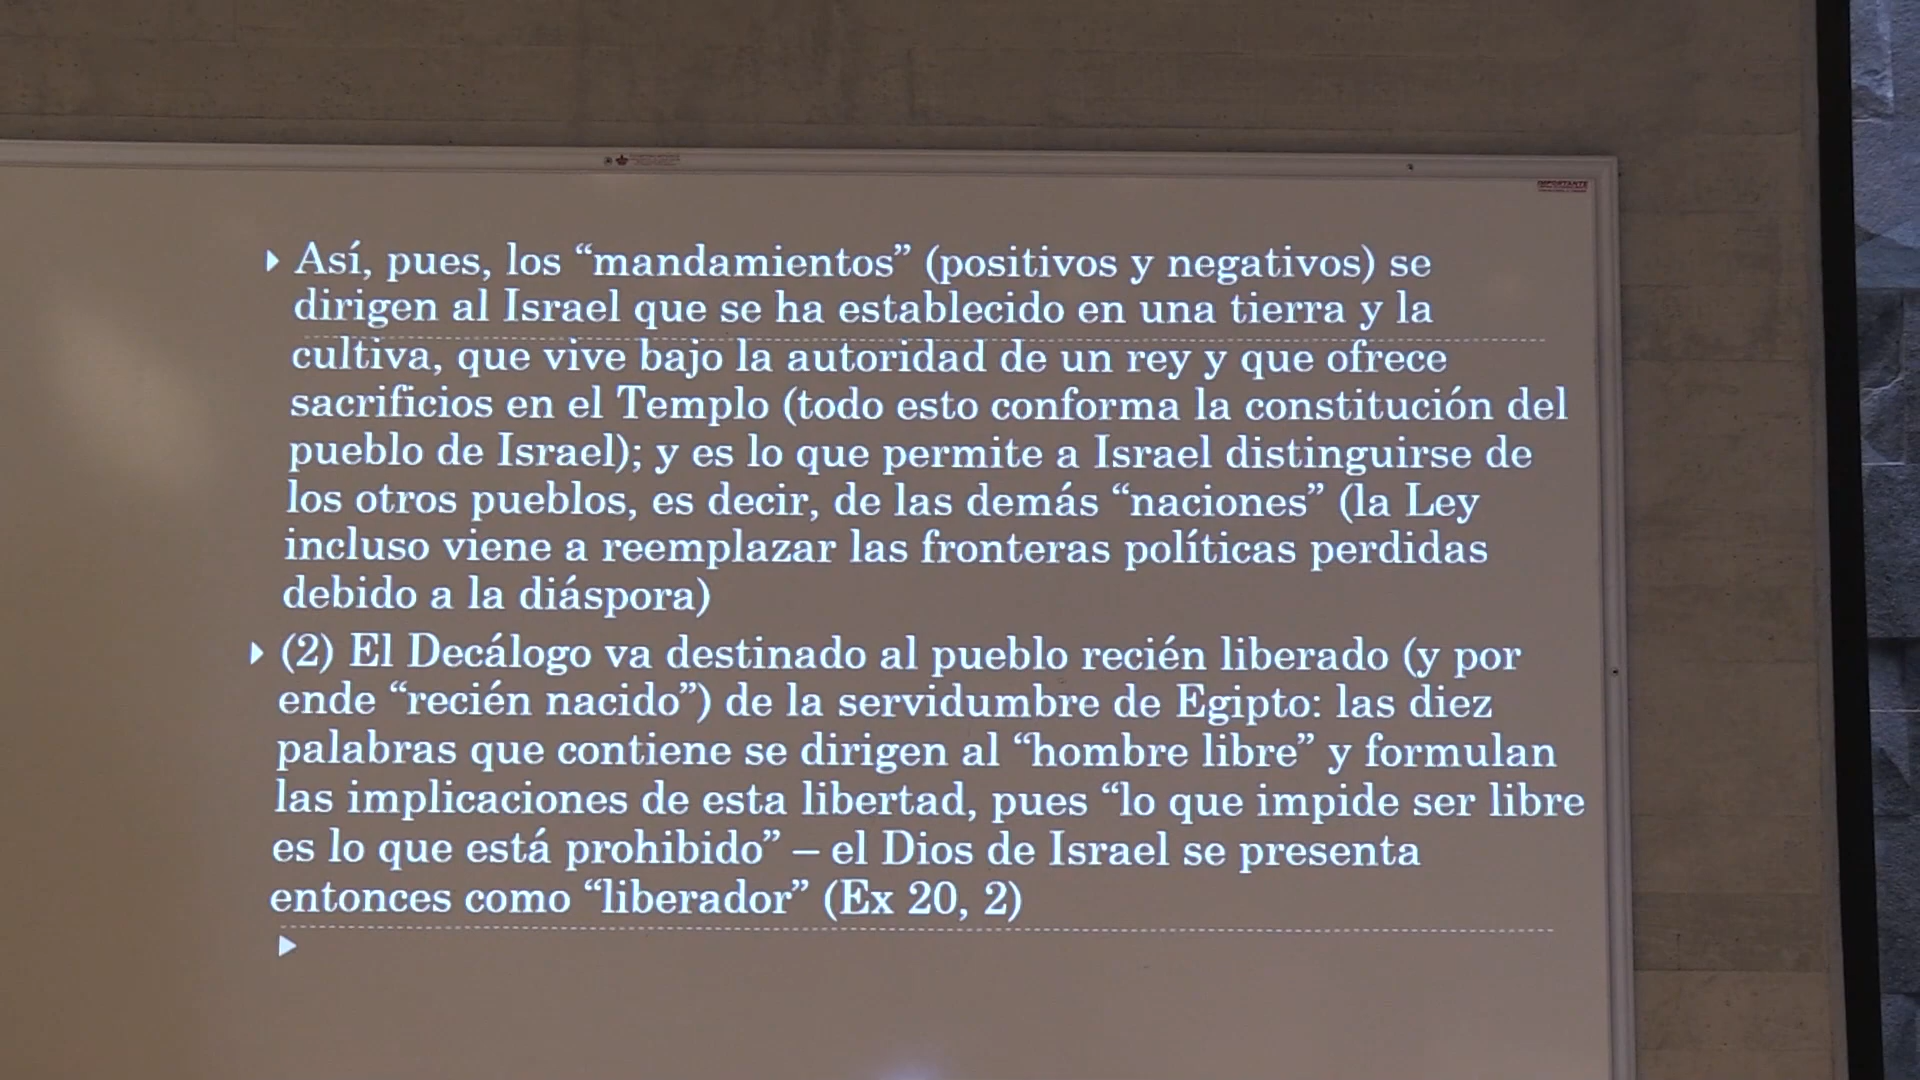 IMPORTANTE
Así, pues, los “mandamientos” (positivos y negativos) se
dirigen al Israel que se ha establecido en una tierra y la
cultiva, que vive bajo la autoridad de un rey y que ofrece
sacrificios en el Templo (todo esto conforma la constitución del
pueblo de Israel); y es lo que permite a Israel distinguirse de
los otros pueblos, es decir, de las demás “naciones” (la Ley
incluso viene a reemplazar las fronteras políticas perdidas
debido a la diáspora)
(2) El Decálogo va destinado al pueblo recién liberado (y por
ende “recién nacido”) de la servidumbre de Egipto: las diez
palabras que contiene se dirigen al “hombre libre” y formulan
las implicaciones de esta libertad, pues “lo que impide ser libre
es lo que está prohibido” – el Dios de Israel se presenta
entonces como “liberador” (Ex 20, 2)